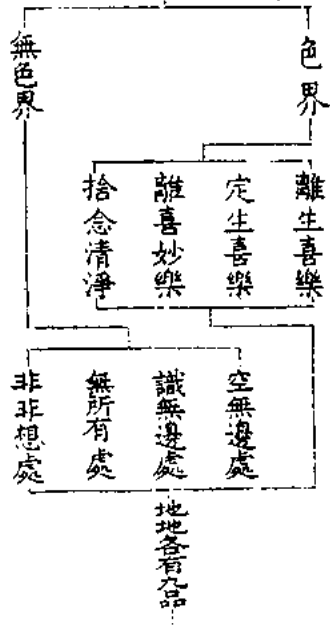 色界
無色界
離生喜樂
定生喜樂
離喜妙樂
捨念清淨
空無邊處
識無邊處
無所有處
非非想處
地地各有九品